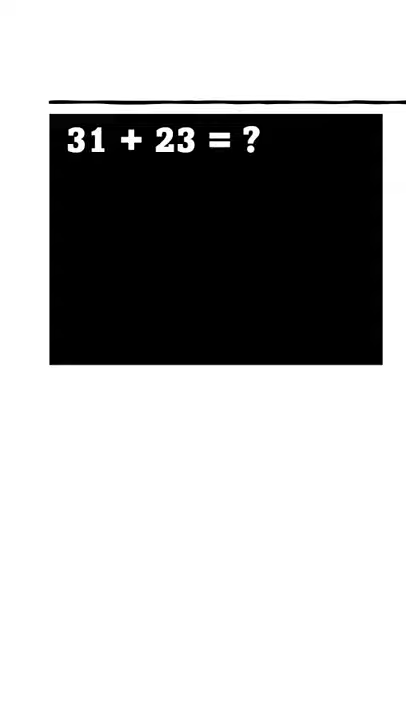 31 + 23 = ?